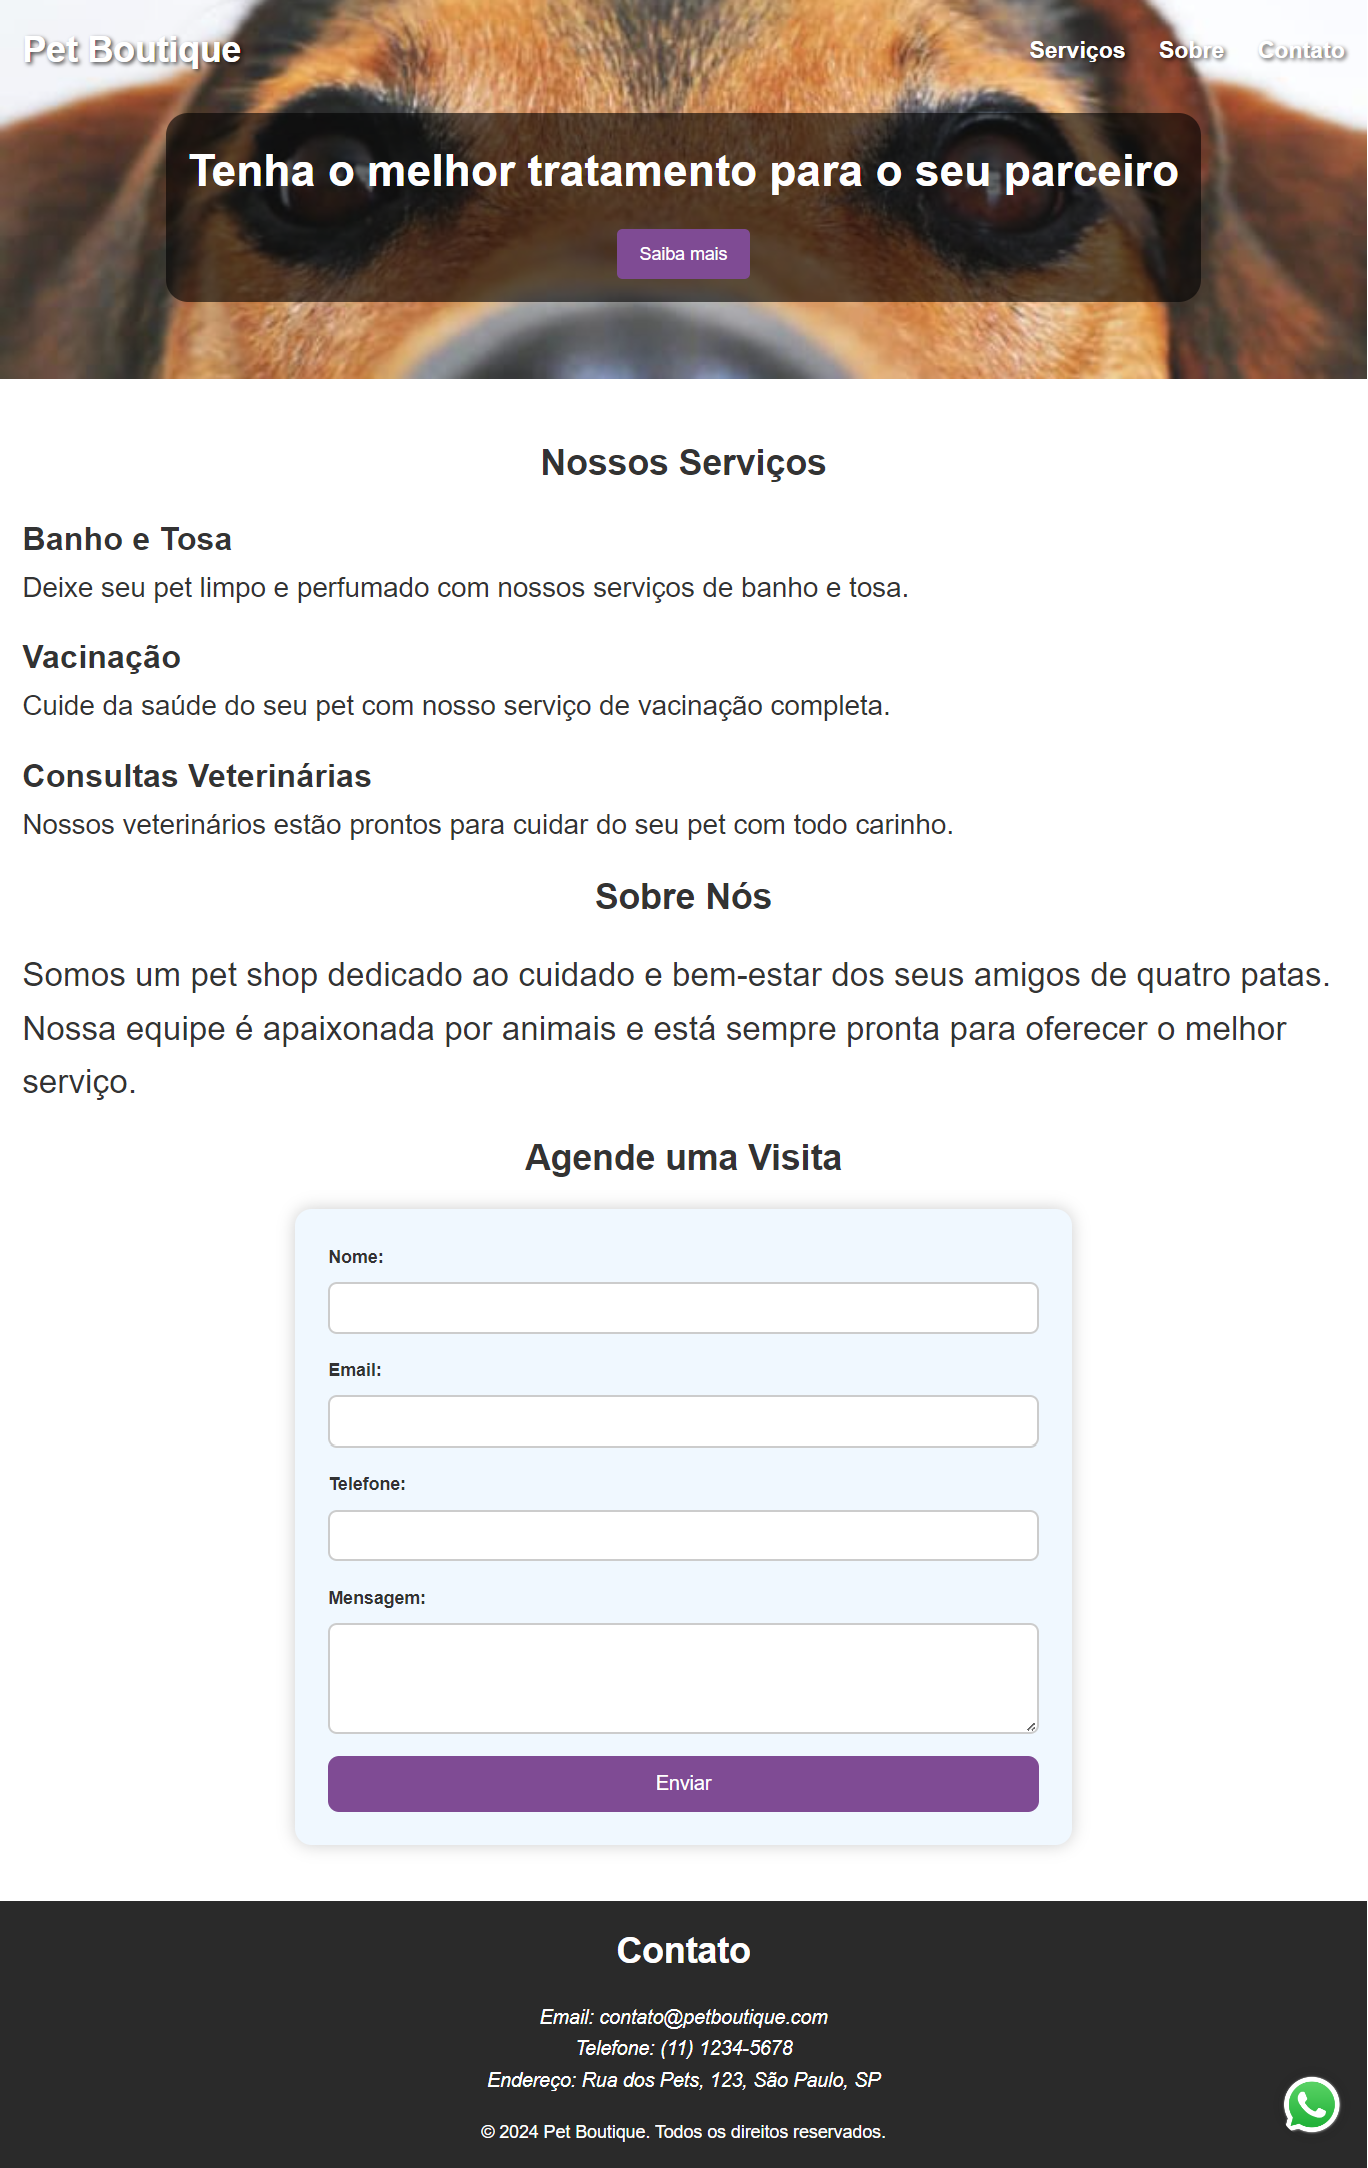 Pet Boutique
Serviços Sobre Contato
Tenha o melhor tratamento para o seu parceiro
Saiba mais
Nossos Serviços
Banho e Tosa
Deixe seu pet limpo e perfumado com nossos serviços de banho e tosa.
Vacinação
Cuide da saúde do seu pet com nosso serviço de vacinação completa.
Consultas Veterinárias
Nossos veterinários estão prontos para cuidar do seu pet com todo carinho.
Sobre Nós
Somos um pet shop dedicado ao cuidado e bem-estar dos seus amigos de quatro patas.
Nossa equipe é apaixonada por animais e está sempre pronta para oferecer o melhor
serviço.
Agende uma Visita
Nome:
Email:
Telefone:
Mensagem:
Enviar
Contato
Email: contato@petboutique.com
Telefone: (11) 1234-5678
Endereço: Rua dos Pets, 123, São Paulo, SP
© 2024 Pet Boutique. Todos os direitos reservados.